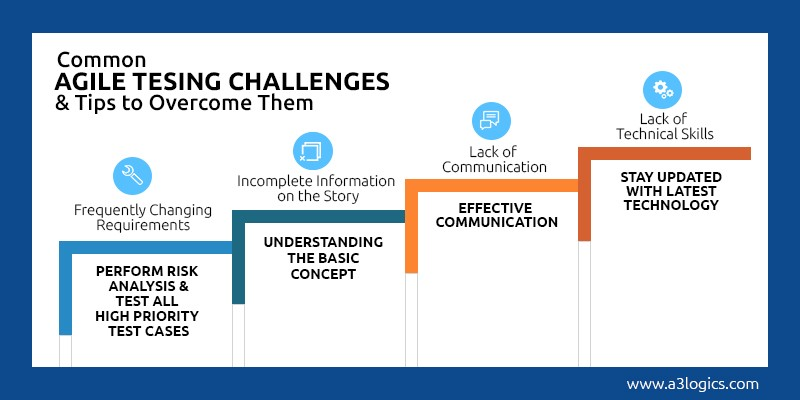 Common
AGILE TESING CHALLENGES
& Tips to Overcome Them
Frequently Changing
Requirements
PERFORM RISK
ANALYSIS &
TEST ALL
HIGH PRIORITY
TEST CASES
Incomplete Information
on the Story
UNDERSTANDING
THE BASIC
CONCEPT
Lack of
Communication
EFFECTIVE
COMMUNICATION
Lack of
Technical Skills
STAY UPDATED
WITH LATEST
TECHNOLOGY
www.a3logics.com